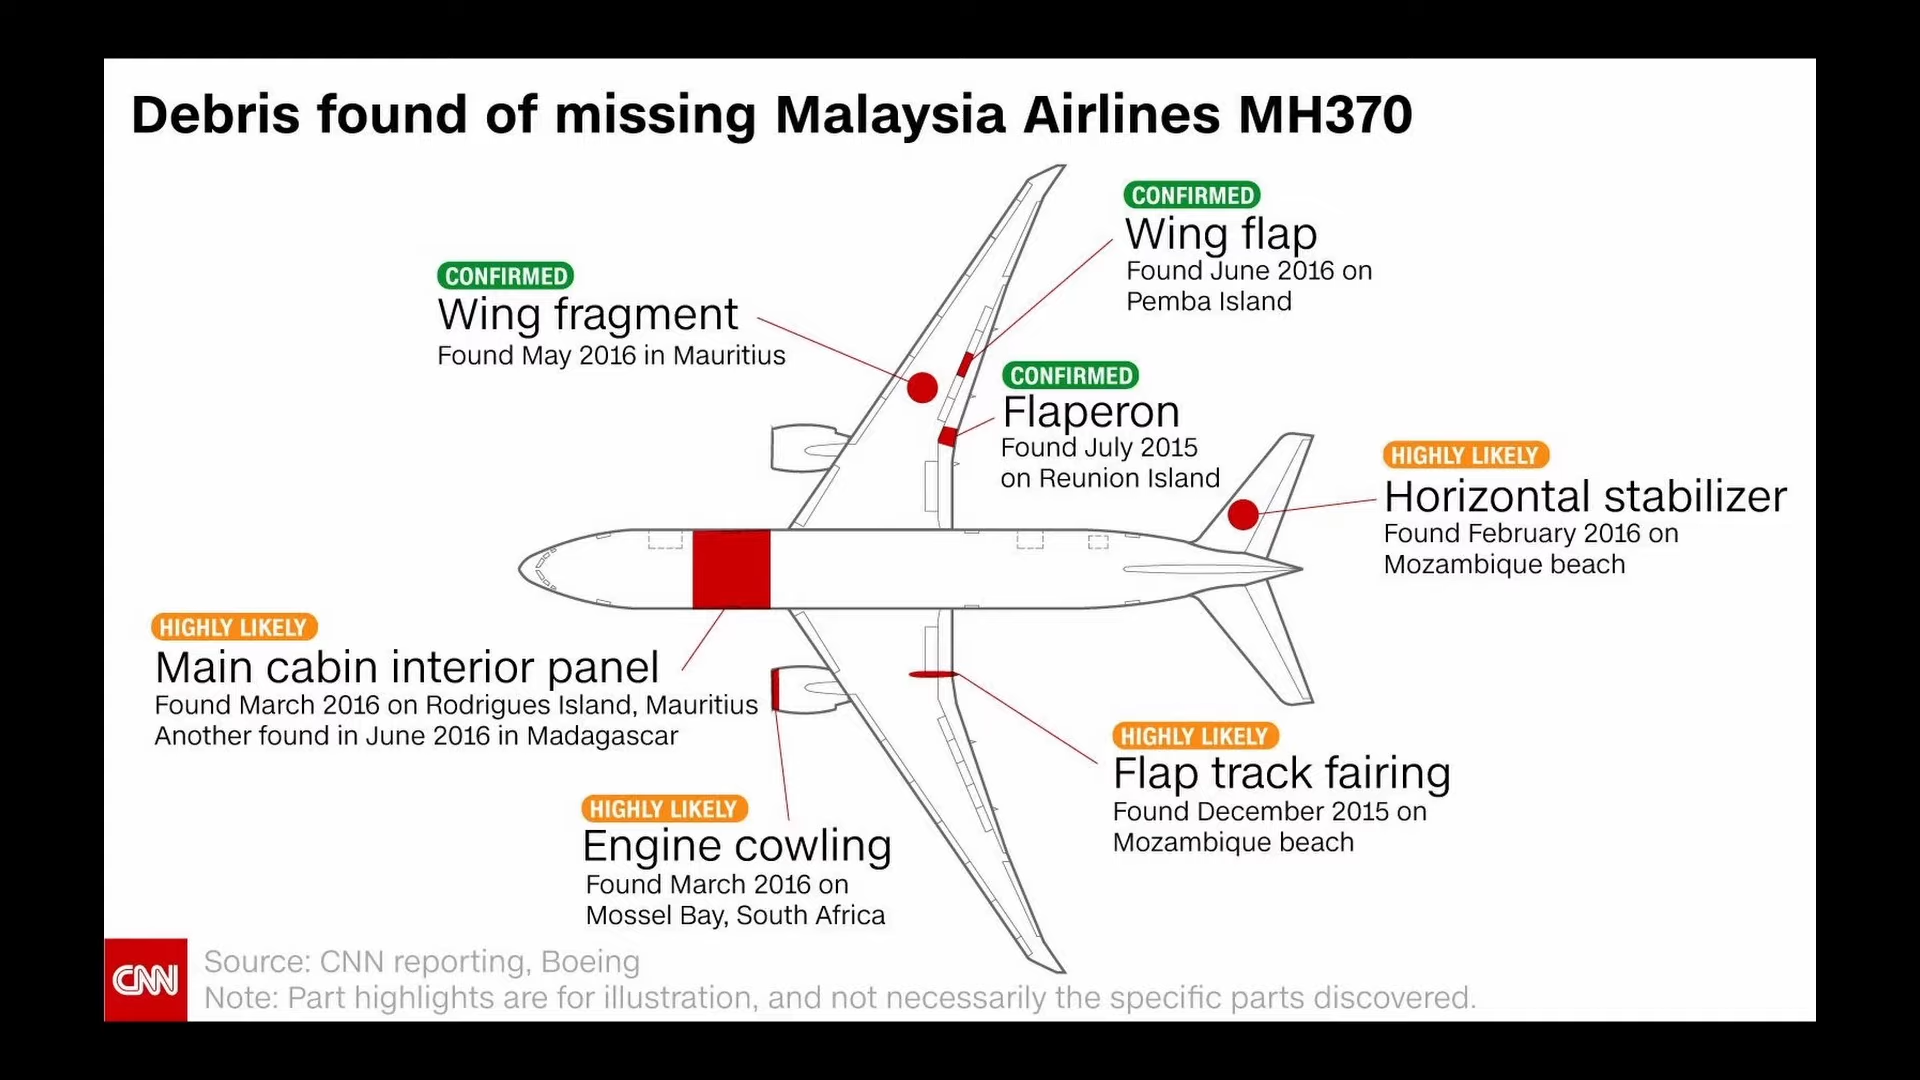 Debris found of missing Malaysia Airlines MH370
CONFIRMED
Wing flap
Found June 2016 on
Pemba Island
CONFIRMED
Wing fragment
Found May 2016 in Mauritius
CONFIRMED
Flaperon
Found July 2015
on Reunion Island
HIGHLY LIKELY
Horizontal stabilizer
Found February 2016 on
Mozambique beach
HIGHLY LIKELY
Main cabin interior panel
Found March 2016 on Rodrigues Island, Mauritius
Another found in June 2016 in Madagascar
HIGHLY LIKELY
Flap track fairing
Found December 2015 on
Mozambique beach
HIGHLY LIKELY
Engine cowling
Found March 2016 on
Mossel Bay, South Africa
CNN
Source: CNN reporting, Boeing
Note: Part highlights are for illustration, and not necessarily the specific parts discovered.